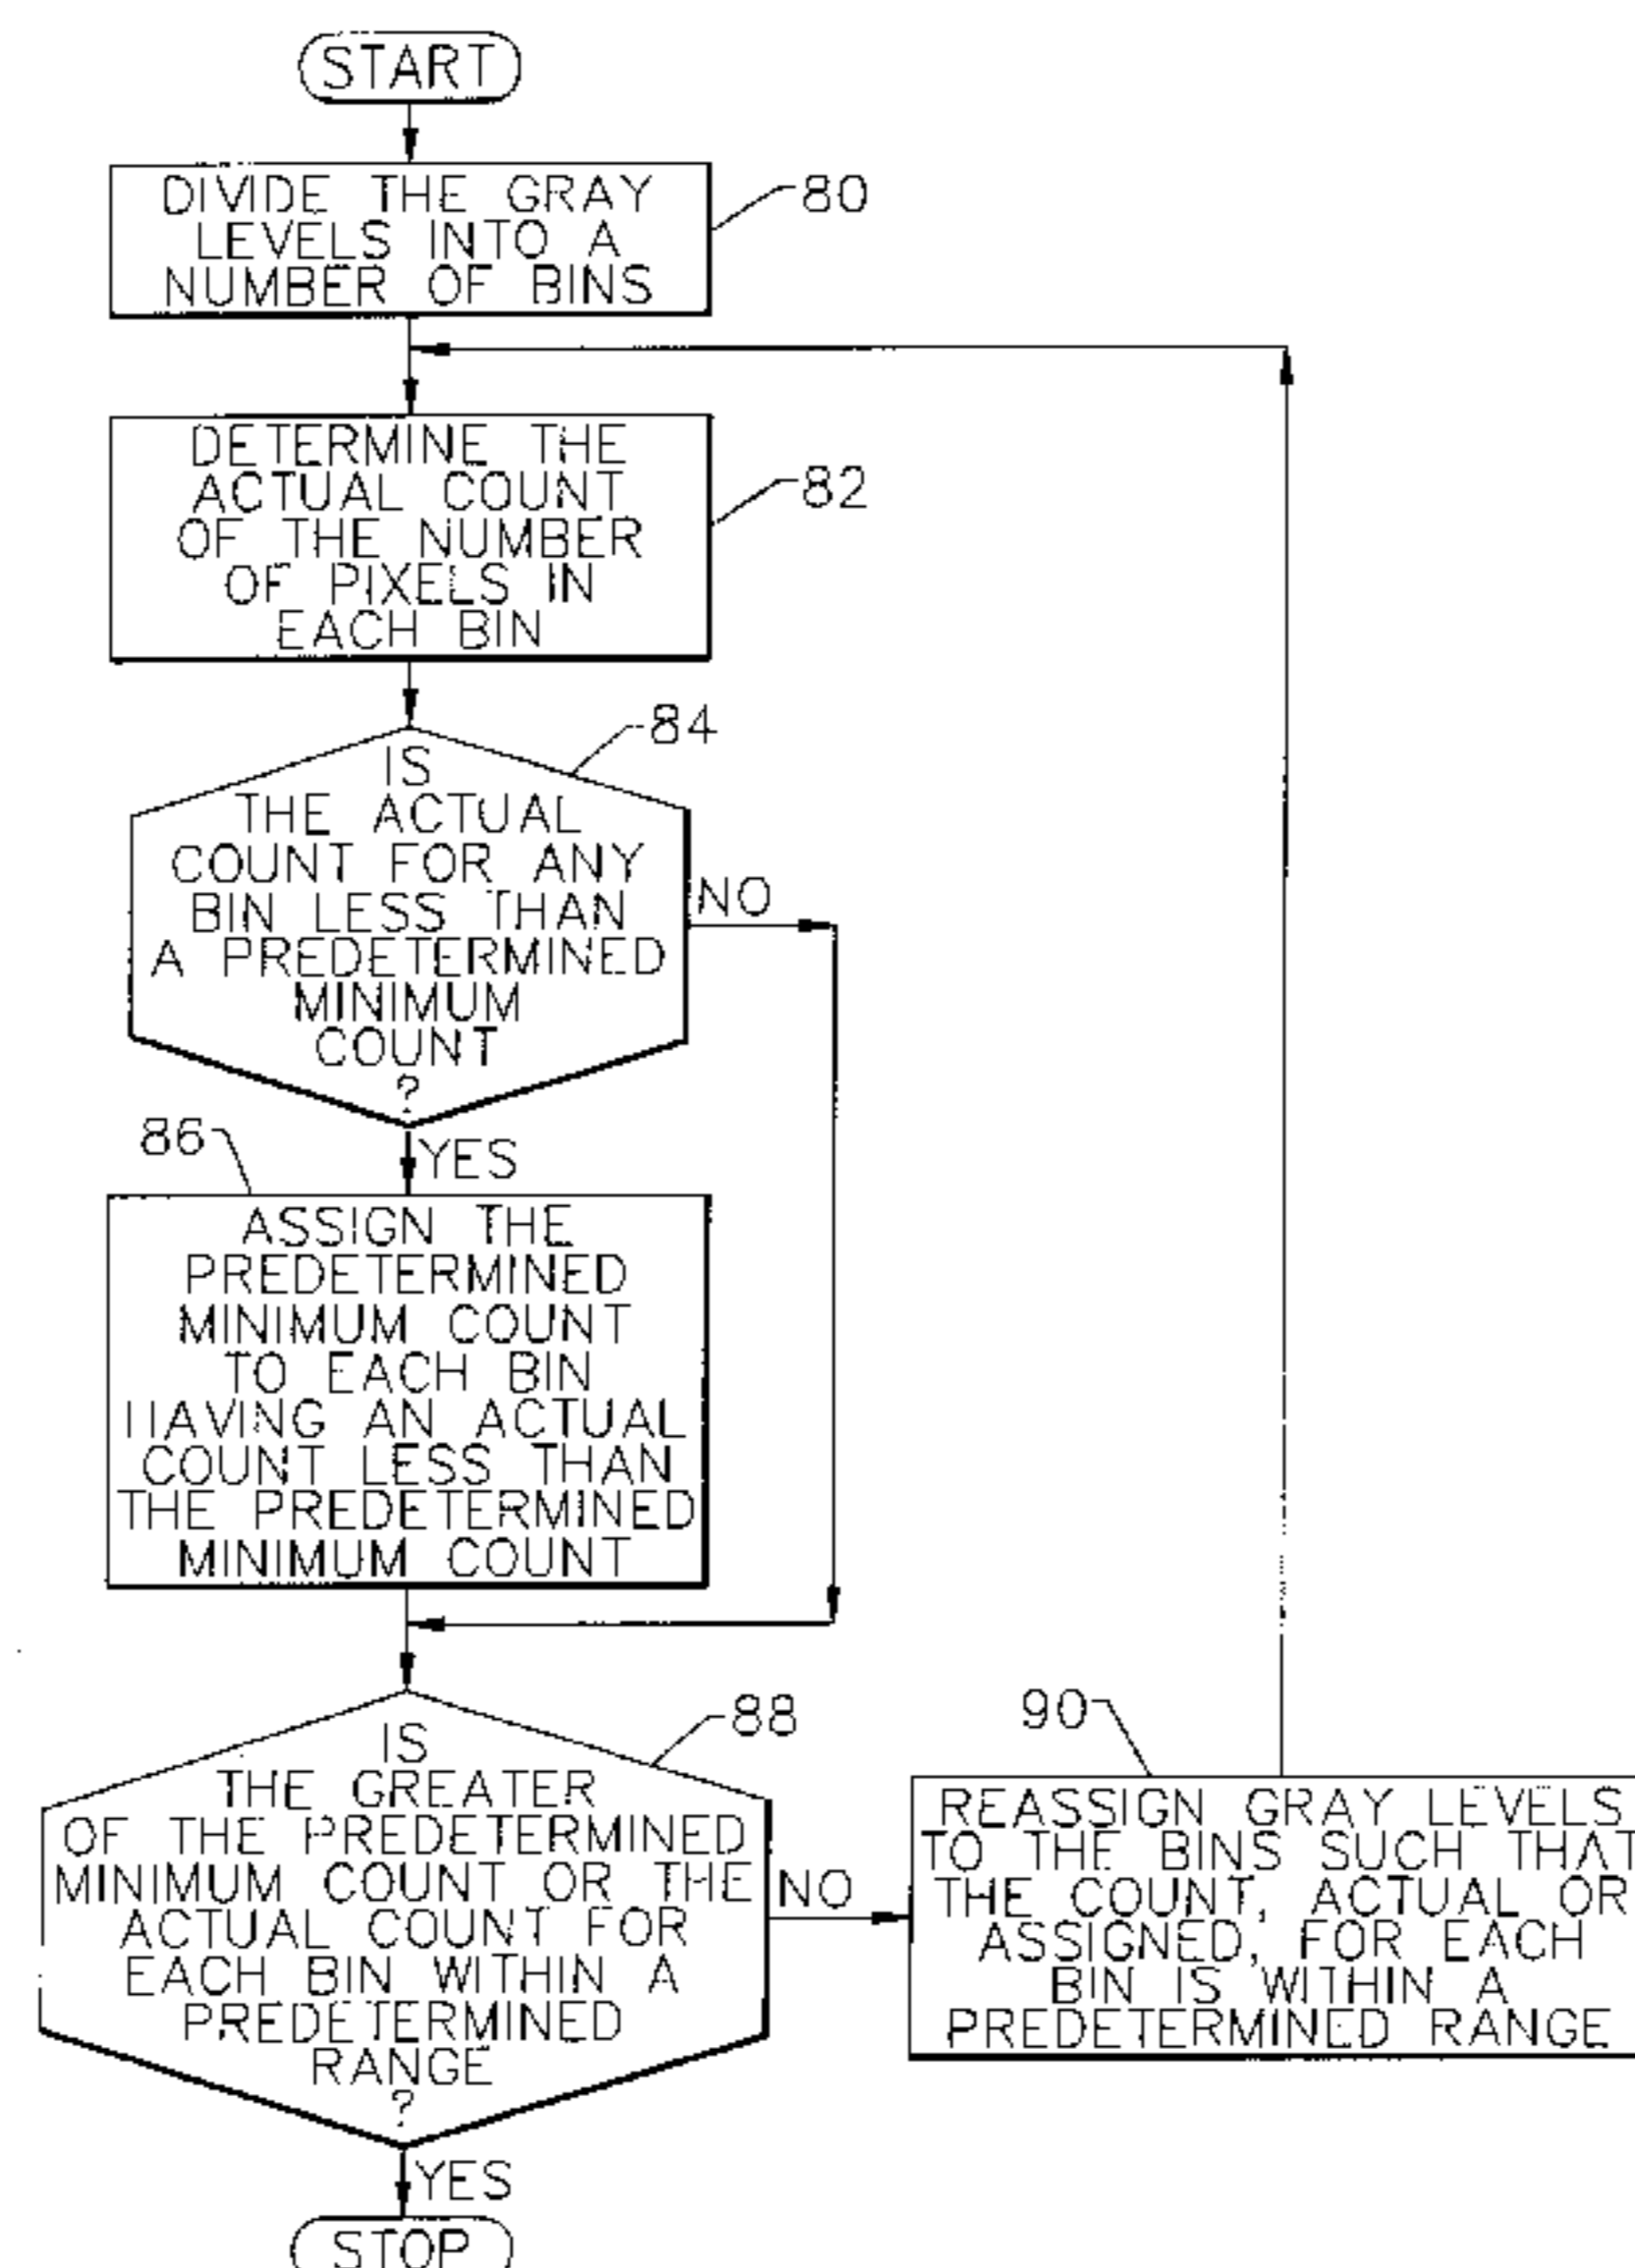 START
DIVIDE THE GRAY
LEVELS INTO A
NUMBER OF BINS
80
DETERMINE THE
ACTUAL COUNT
OF THE NUMBER
OF PIXELS IN
EACH BIN
82
84
IS
THE ACTUAL
COUNT FOR ANY
BIN LESS THAN
A PREDETERMINED
MINIMUM
COUNT
?
NO
YES
86
ASSIGN THE
PREDETERMINED
MINIMUM COUNT
TO EACH BIN
HAVING AN ACTUAL
COUNT LESS THAN
THE PREDETERMINED
MINIMUM COUNT
88
IS
THE GREATER
OF THE PREDETERMINED
MINIMUM COUNT OR THE
ACTUAL COUNT FOR
EACH BIN WITHIN A
PREDETERMINED
RANGE
?
NO
YES
90
REASSIGN GRAY LEVELS
TO THE BINS SUCH THAT
THE COUNT, ACTUAL OR
ASSIGNED, FOR EACH
BIN IS WITHIN A
PREDETERMINED RANGE
STOP